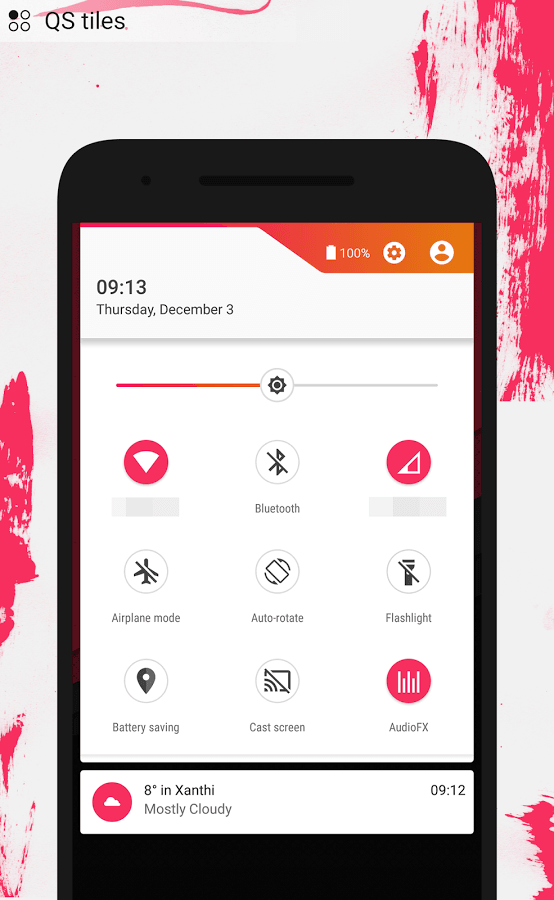 QS tiles
100%
09:13
Thursday, December 3
Bluetooth
Airplane mode
Auto-rotate
Flashlight
Battery saving
Cast screen
AudioFX
8° in Xanthi
09:12
Mostly Cloudy